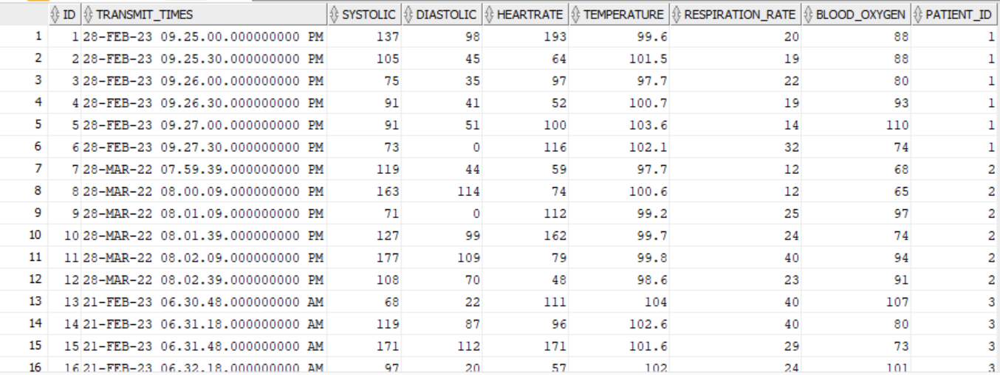 ID TRANSMIT_TIMES SYSTOLIC DIASTOLIC HEARTRATE TEMPERATURE RESPIRATION_RATE BLOOD_OXYGEN PATIENT_ID
1 1 28-FEB-23 09.25.00.000000000 PM 137 98 193 99.6 20 88 1
2 2 28-FEB-23 09.25.30.000000000 PM 105 45 64 101.5 19 88 1
3 3 28-FEB-23 09.26.00.000000000 PM 75 35 97 97.7 22 80 1
4 4 28-FEB-23 09.26.30.000000000 PM 91 41 52 100.7 19 93 1
5 5 28-FEB-23 09.27.00.000000000 PM 91 51 100 103.6 14 110 1
6 6 28-FEB-23 09.27.30.000000000 PM 73 0 116 102.1 32 74 1
7 7 28-MAR-22 07.59.39.000000000 PM 119 44 59 97.7 12 68 2
8 8 28-MAR-22 08.00.09.000000000 PM 163 114 74 100.6 12 65 2
9 9 28-MAR-22 08.01.09.000000000 PM 71 0 112 99.2 25 97 2
10 10 28-MAR-22 08.01.39.000000000 PM 127 99 162 99.7 24 74 2
11 11 28-MAR-22 08.02.09.000000000 PM 177 109 79 99.8 40 94 2
12 12 28-MAR-22 08.02.39.000000000 PM 108 70 48 98.6 23 91 2
13 13 21-FEB-23 06.30.48.000000000 AM 68 22 111 104 40 107 3
14 14 21-FEB-23 06.31.18.000000000 AM 119 87 96 102.6 40 80 3
15 15 21-FEB-23 06.31.48.000000000 AM 171 112 171 101.6 29 73 3
16 16 21-FEB-23 06.32.18.000000000 AM 97 20 57 102 24 101 3